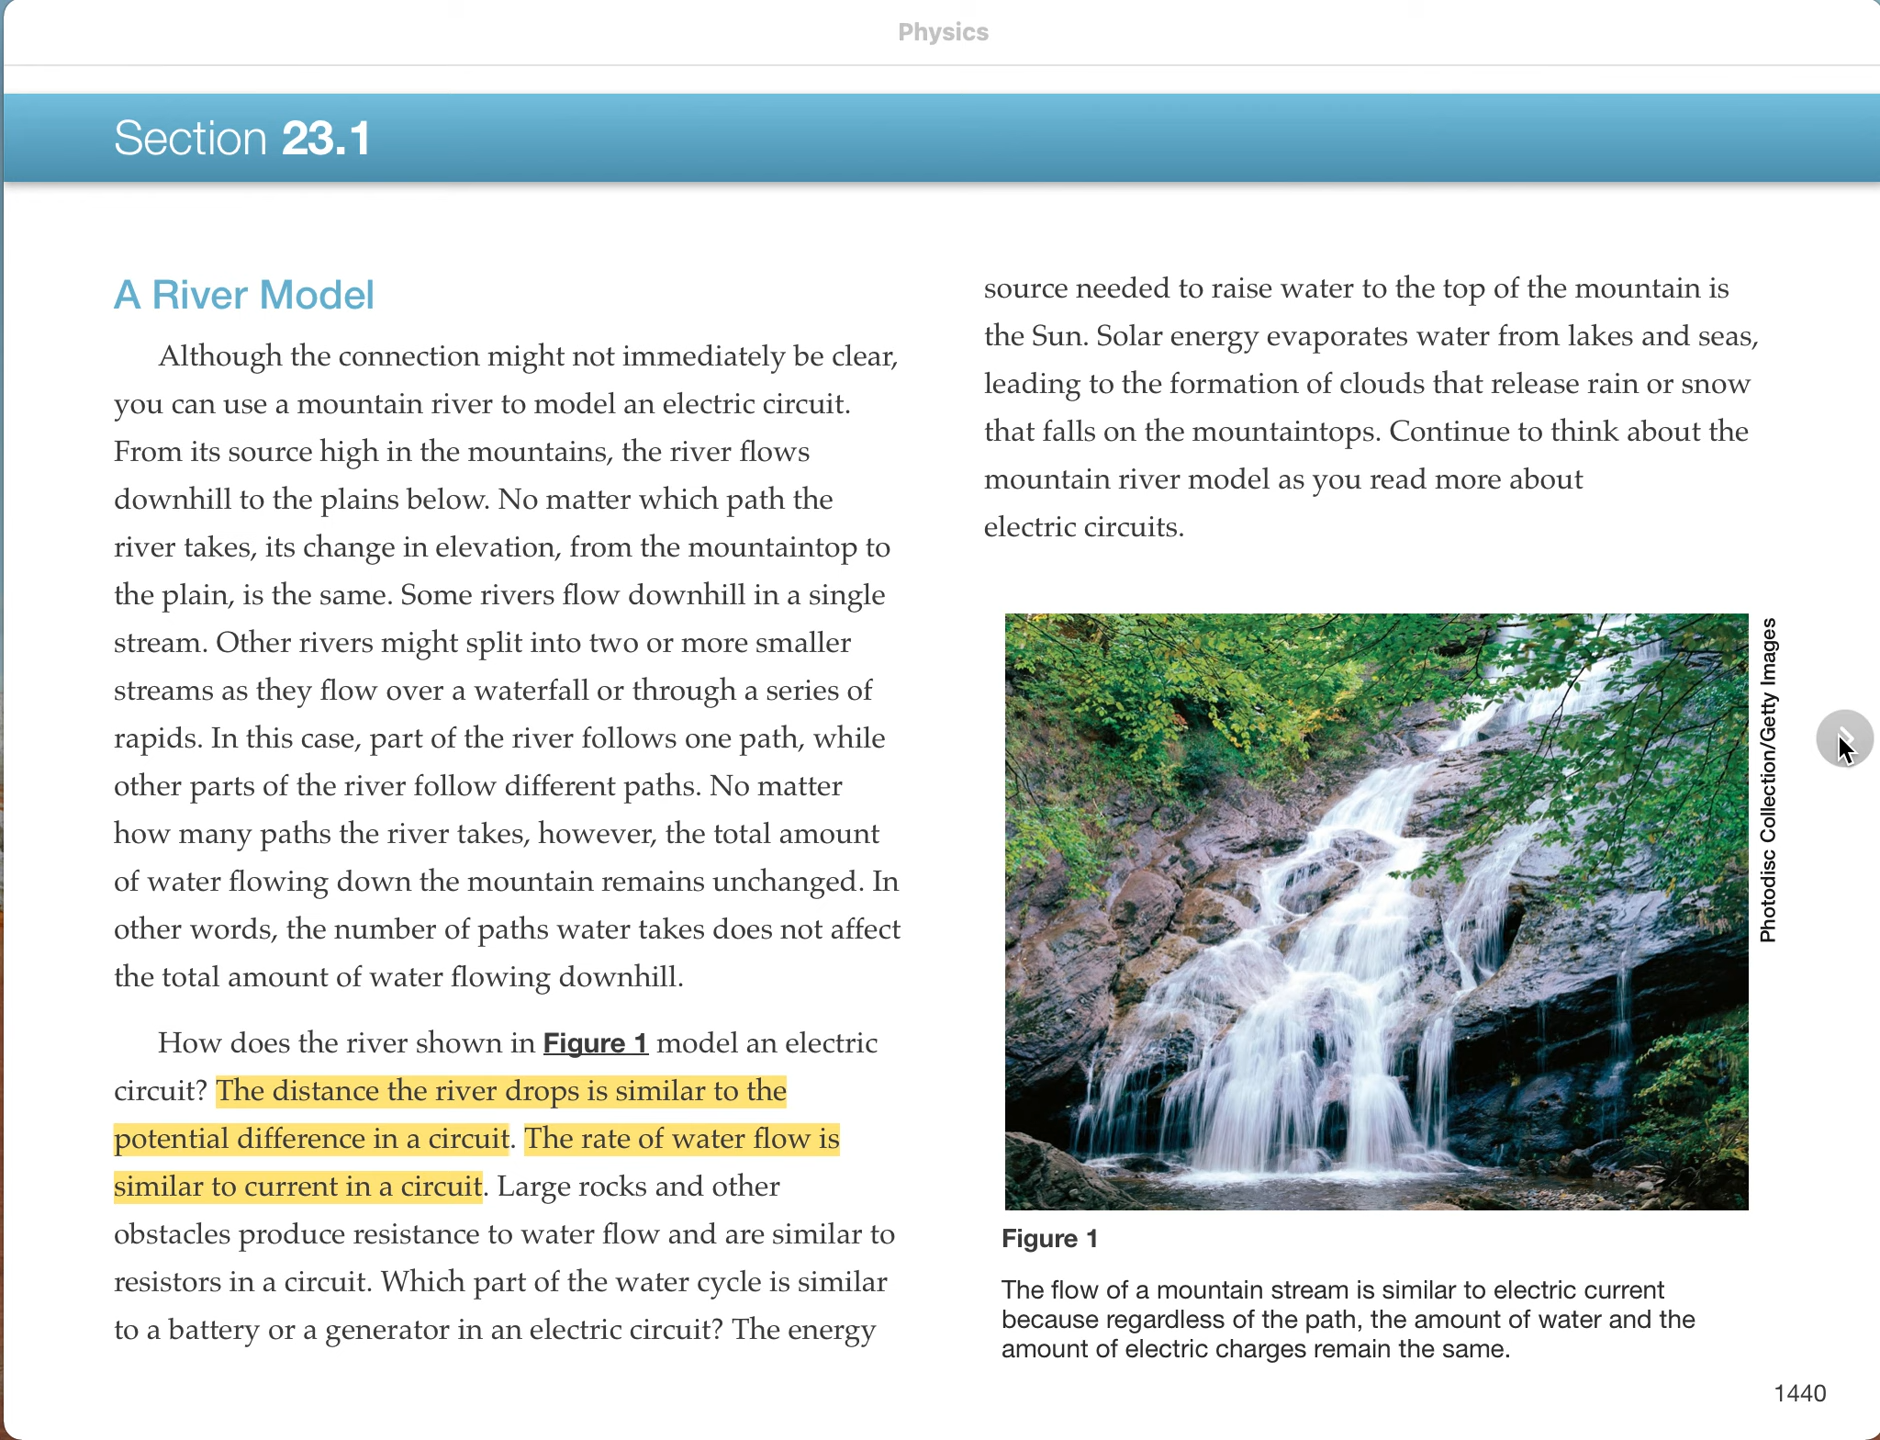 Physics
Section 23.1
A River Model
Although the connection might not immediately be clear,
you can use a mountain river to model an electric circuit.
From its source high in the mountains, the river flows
downhill to the plains below. No matter which path the
river takes, its change in elevation, from the mountaintop to
the plain, is the same. Some rivers flow downhill in a single
stream. Other rivers might split into two or more smaller
streams as they flow over a waterfall or through a series of
rapids. In this case, part of the river follows one path, while
other parts of the river follow different paths. No matter
how many paths the river takes, however, the total amount
of water flowing down the mountain remains unchanged. In
other words, the number of paths water takes does not affect
the total amount of water flowing downhill.
How does the river shown in Figure 1 model an electric
circuit? The distance the river drops is similar to the
potential difference in a circuit. The rate of water flow is
similar to current in a circuit. Large rocks and other
obstacles produce resistance to water flow and are similar to
resistors in a circuit. Which part of the water cycle is similar
to a battery or a generator in an electric circuit? The energy
source needed to raise water to the top of the mountain is
the Sun. Solar energy evaporates water from lakes and seas,
leading to the formation of clouds that release rain or snow
that falls on the mountaintops. Continue to think about the
mountain river model as you read more about
electric circuits.
Photodisc Collection/Getty Images
Figure 1
The flow of a mountain stream is similar to electric current
because regardless of the path, the amount of water and the
amount of electric charges remain the same.
1440